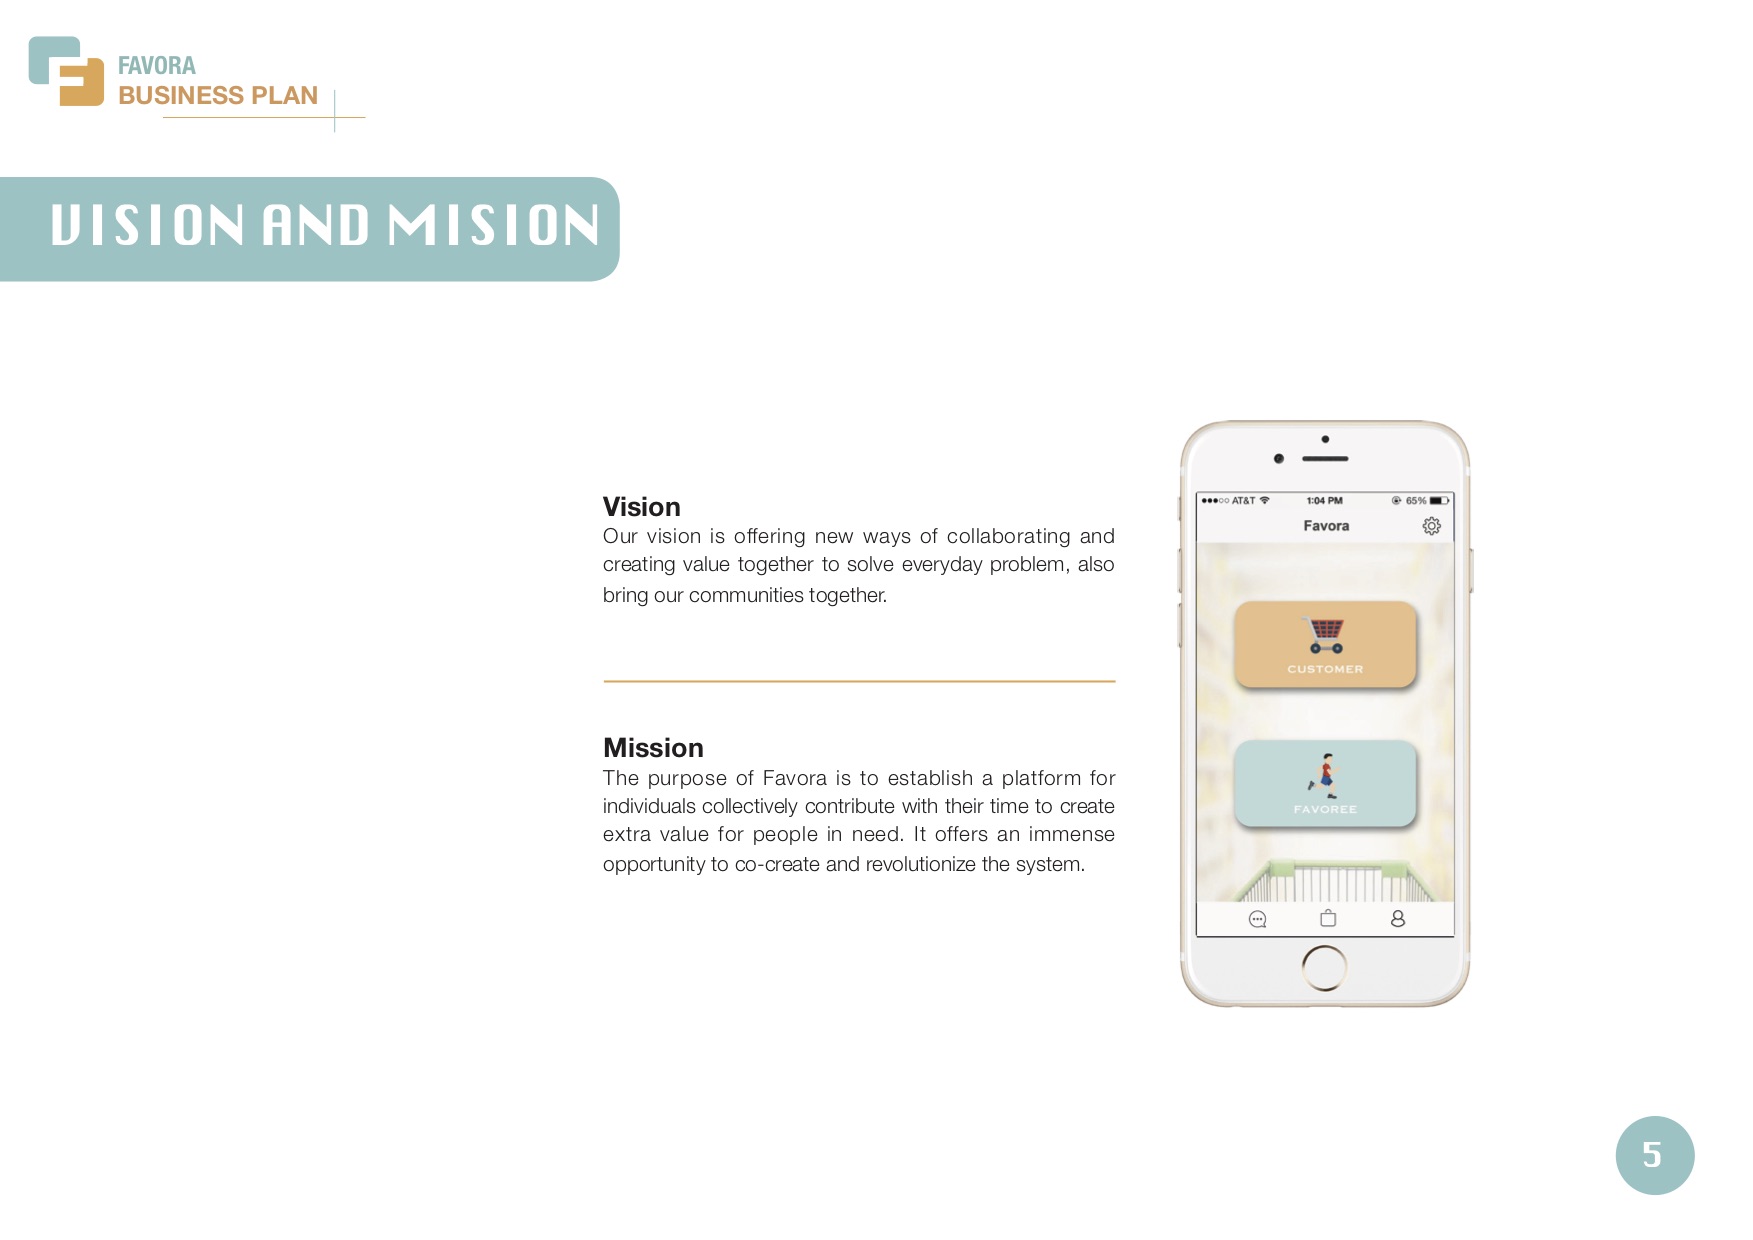 FAVORA
BUSINESS PLAN
VISION AND MISION
Vision
Our vision is offering new ways of collaborating and
creating value together to solve everyday problem, also
bring our communities together.
Mission
The purpose of Favora is to establish a platform for
individuals collectively contribute with their time to create
extra value for people in need. It offers an immense
opportunity to co-create and revolutionize the system.
AT&T 1:04 PM 65%
Favora
CUSTOMER
FAVOREE
5